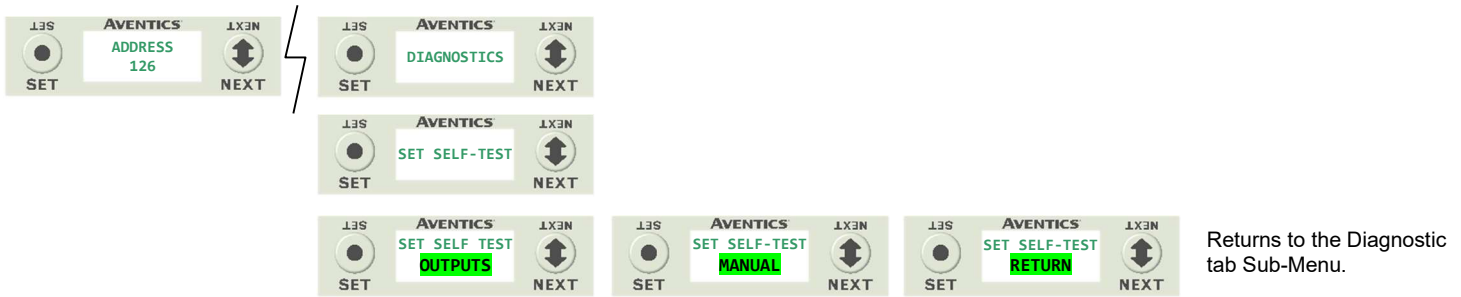 SET AVENTICS NEXT
ADDRESS
126
SET NEXT
SET AVENTICS NEXT
DIAGNOSTICS
SET NEXT
SET AVENTICS NEXT
SET SELF-TEST
SET NEXT
SET AVENTICS NEXT
SET SELF TEST
OUTPUTS
SET NEXT
SET AVENTICS NEXT
SET SELF-TEST
MANUAL
SET NEXT
SET AVENTICS NEXT
SET SELF-TEST
RETURN
SET NEXT
Returns to the Diagnostic
tab Sub-Menu.